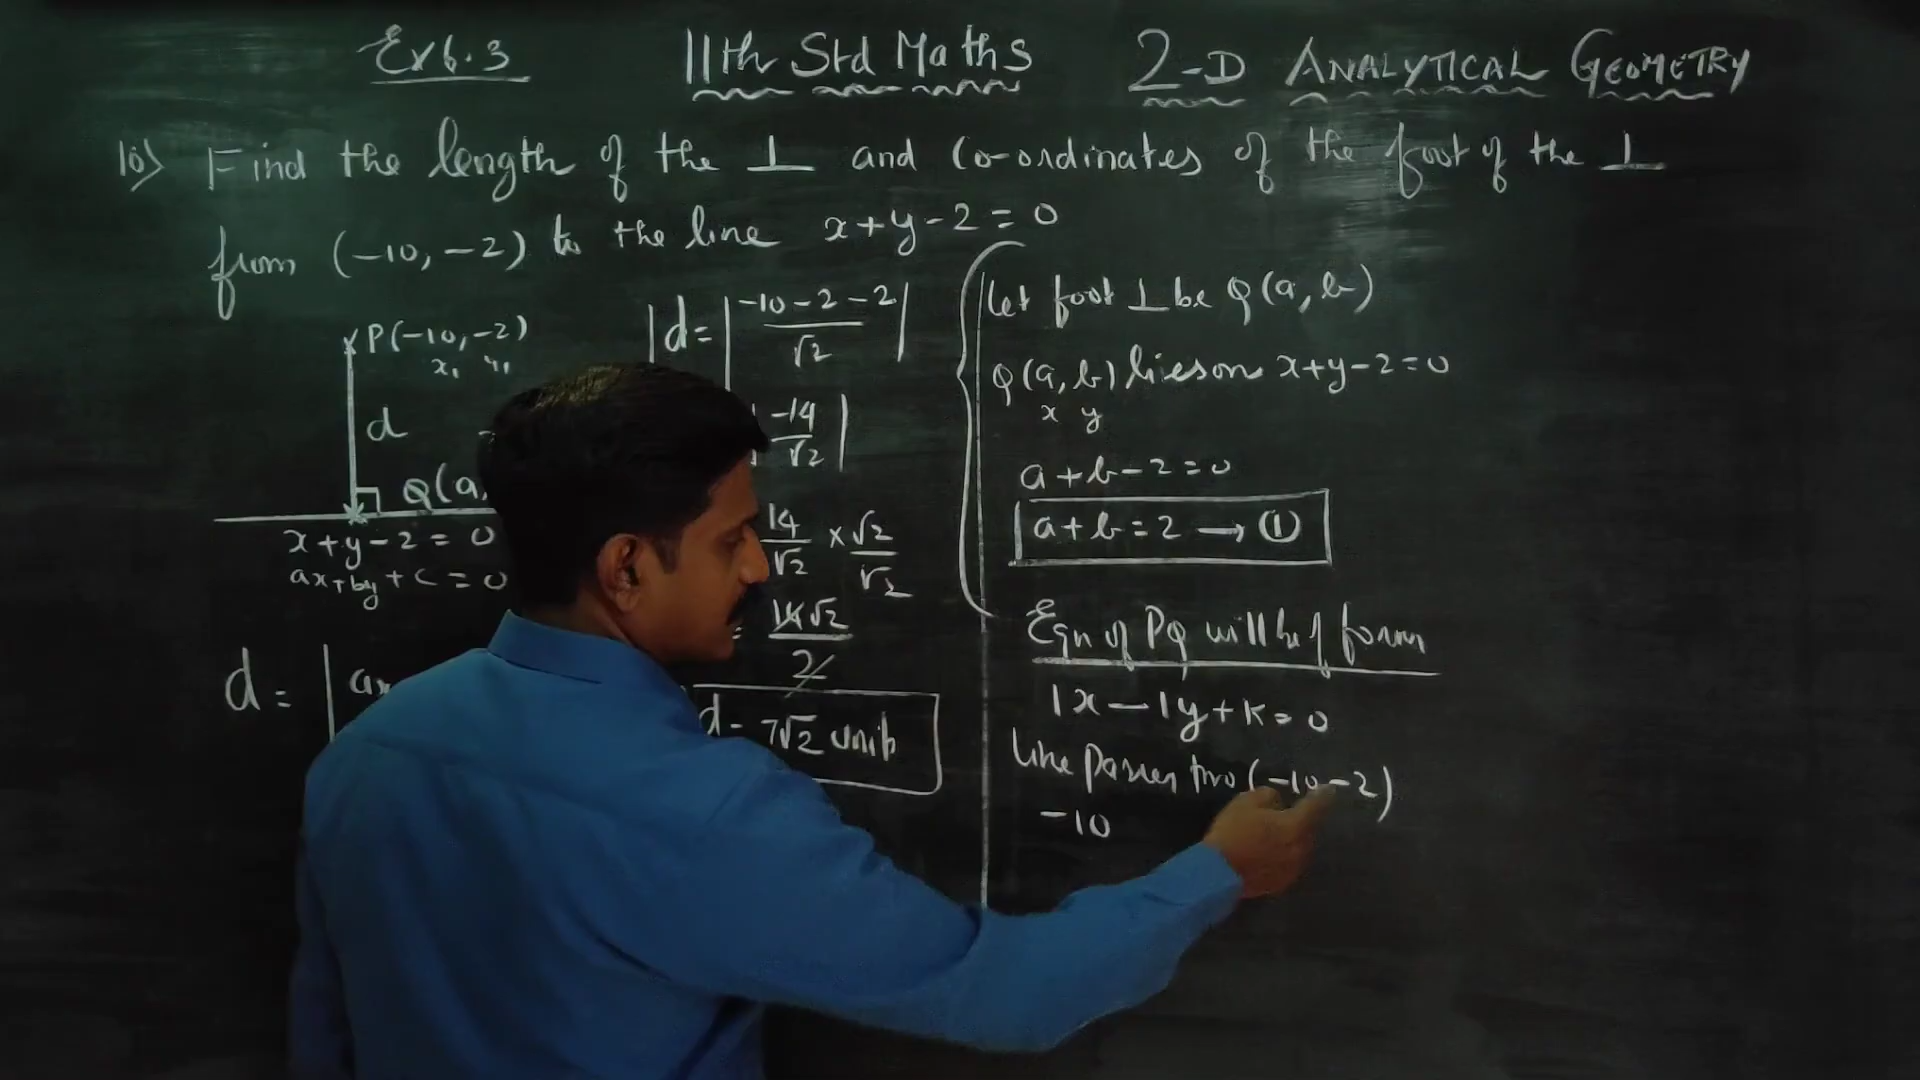 Ex 6.3 11th Std Maths 2-D ANALYTICAL GEOMETRY
10) Find the length of the ⊥ and Co-ordinates of the foot of the ⊥
from (-10, -2) to the line x+y-2=0
P(-10, -2)
x₁ y₁
d
Q(a,
x+y-2=0
ax+by+c=0
d = | ax
|d = | -10-2-2 / √2 |
-14 / √2 |
14 / √2 × √2 / √2
= 14√2 / 2
d = 7√2 units
Let foot ⊥ be Q(a, b)
Q(a, b) lies on x+y-2=0
x y
a+b-2=0
a+b=2 → ①
Eqn of PQ will be of form
1x-1y+K=0
Line passes thro (-10 -2)
-10